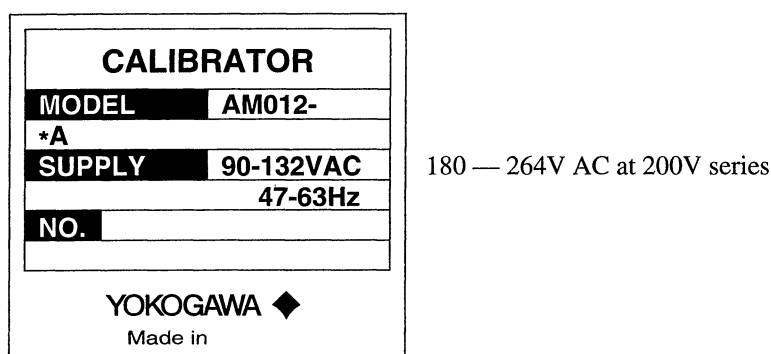 CALIBRATOR
MODEL AM012-
*A
SUPPLY 90-132VAC 180 — 264V AC at 200V series
47-63Hz
NO.
YOKOGAWA
Made in